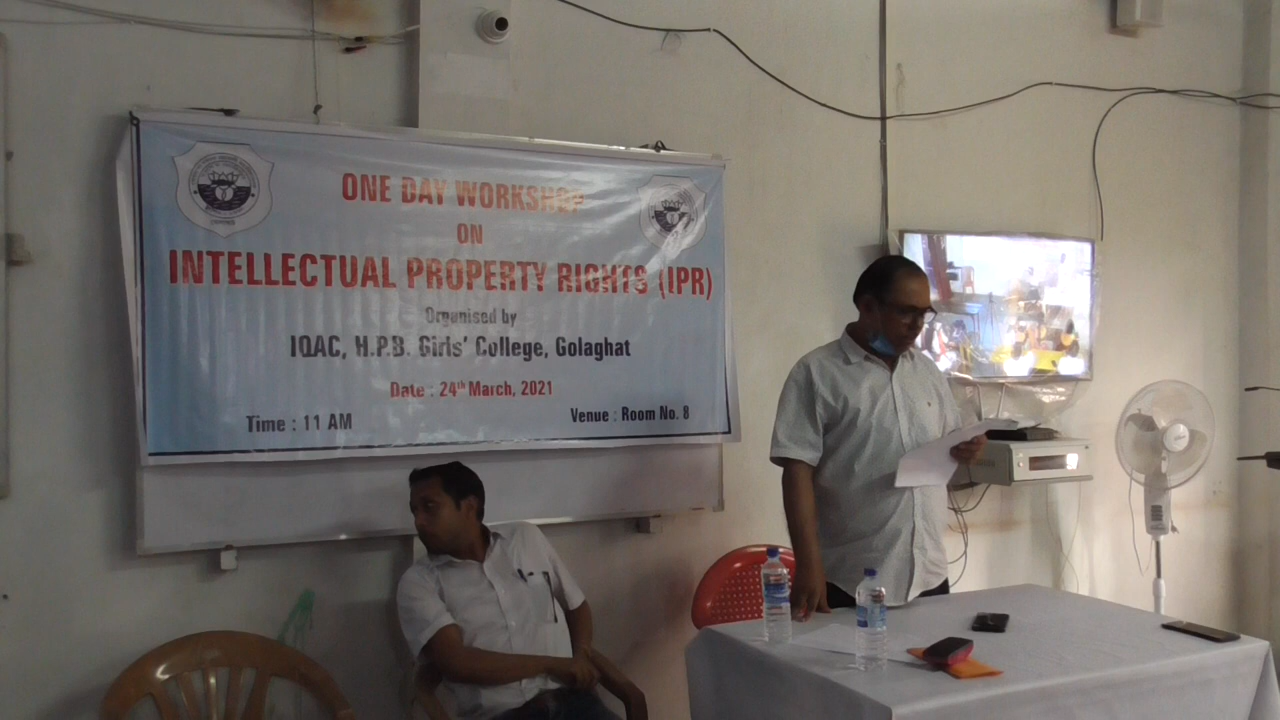 ONE DAY WORKSHOP
ON
INTELLECTUAL PROPERTY RIGHTS (IPR)
Organised by
IQAC, H.P.B. Girls' College, Golaghat
Date : 24th March, 2021
Time : 11 AM
Venue : Room No. 8